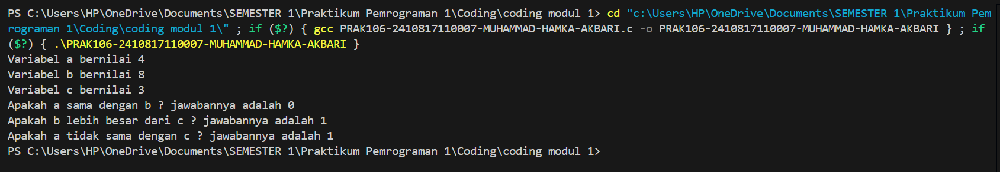 PS C:\Users\HP\OneDrive\Documents\SEMESTER 1\Praktikum Pemrograman 1\Coding\coding modul 1> cd "c:\Users\HP\OneDrive\Documents\SEMESTER 1\Praktikum Pem
rograman 1\Coding\coding modul 1\" ; if ($?) { gcc PRAK106-2410817110007-MUHAMMAD-HAMKA-AKBARI.c -o PRAK106-2410817110007-MUHAMMAD-HAMKA-AKBARI } ; if
($?) { .\PRAK106-2410817110007-MUHAMMAD-HAMKA-AKBARI }
Variabel a bernilai 4
Variabel b bernilai 8
Variabel c bernilai 3
Apakah a sama dengan b ? jawabannya adalah 0
Apakah b lebih besar dari c ? jawabannya adalah 1
Apakah a tidak sama dengan c ? jawabannya adalah 1
PS C:\Users\HP\OneDrive\Documents\SEMESTER 1\Praktikum Pemrograman 1\Coding\coding modul 1>